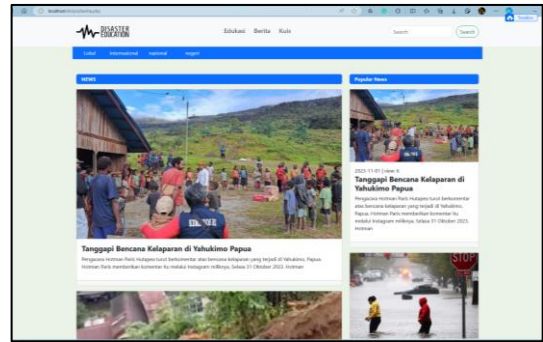 DISASTER
EDUCATION
Edukasi Berita Kuis
Search
Search
Lokal internasional nasional negeri
NEWS
Tanggapi Bencana Kelaparan di Yahukimo Papua
Pengacara Hotman Paris Hutapea turut berkomentar atas bencana kelaparan yang terjadi di Yahukimo, Papua.
Hotman Paris memberikan komentar itu melalui Instagram miliknya, Selasa 31 Oktober 2023. Hotman
Popular News
2023-11-01 | view: 6
Tanggapi Bencana Kelaparan di
Yahukimo Papua
Pengacara Hotman Paris Hutapea turut berkomentar
atas bencana kelaparan yang terjadi di Yahukimo,
Papua. Hotman Paris memberikan komentar itu
melalui Instagram miliknya, Selasa 31 Oktober 2023.
Hotman
STOP